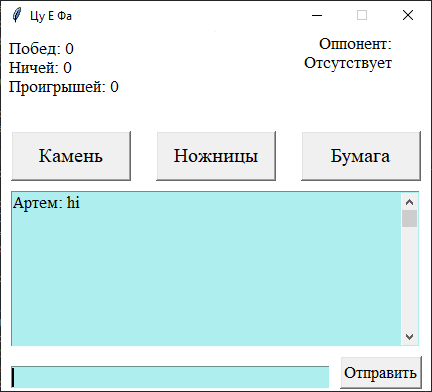 Цу Е Фа
Побед: 0
Ничей: 0
Проигрышей: 0
Оппонент:
Отсутствует
Камень
Ножницы
Бумага
Артем: hi
Отправить